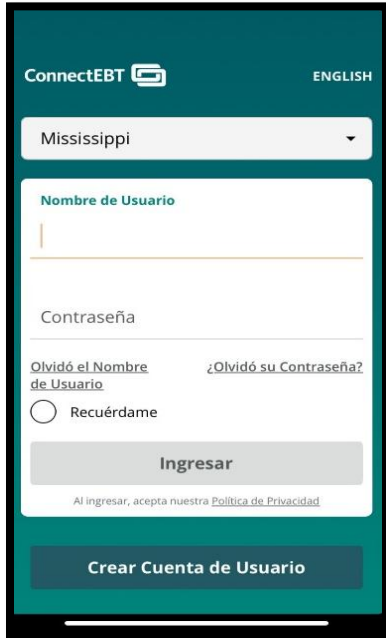 ConnectEBT
ENGLISH
Mississippi
Nombre de Usuario
Contraseña
Olvidó el Nombre
de Usuario
¿Olvidó su Contraseña?
Recuérdame
Ingresar
Al ingresar, acepta nuestra Política de Privacidad
Crear Cuenta de Usuario